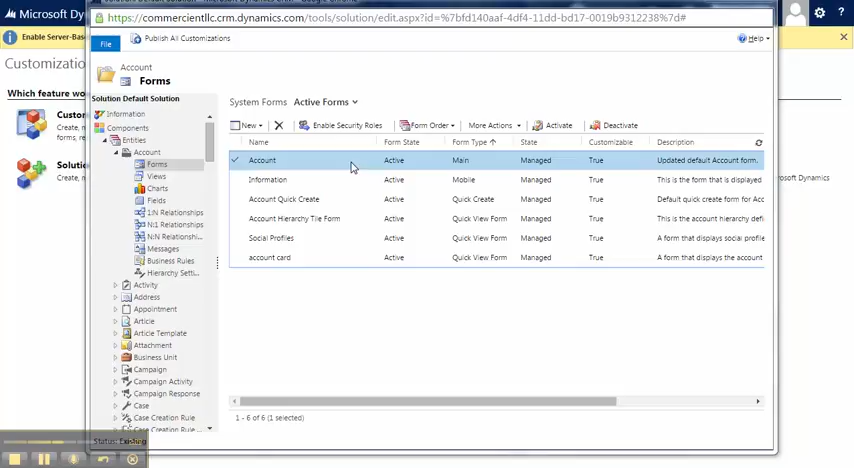 https://commercientllc.crm.dynamics.com/tools/solution/edit.aspx?id=%7bfd140aaf-4df4-11dd-bd17-0019b9312238%7d#
Microsoft Dyna
Enable Server-Bas
File
Publish All Customizations
Help
Customizatio
Account
Forms
Which feature wo
Solution Default Solution
System Forms Active Forms
Information
Components
Entities
New
Enable Security Roles
Form Order
More Actions
Activate
Deactivate
Name Form State Form Type State Customizable Description
Account Active Main Managed True Updated default Account form.
Information Active Mobile Managed True This is the form that is displayed
Account Quick Create Active Quick Create Managed True Default quick create form for Acc
Account Hierarchy Tile Form Active Quick View Form Managed True This is the account hierarchy defi
Social Profiles Active Quick View Form Managed True A form that displays social profile
account card Active Quick View Form Managed True A form that displays the account
Custo
Create, n
forms, re
Solutio
Create, n
rosoft Dynamics
Account
Forms
Views
Charts
Fields
1:N Relationships
N:1 Relationships
N:N Relationshi...
Messages
Business Rules
Hierarchy Setti...
Activity
Address
Appointment
Article
Article Template
Attachment
Business Unit
Campaign
Campaign Activity
Campaign Response
Case
Case Creation Rule
Case Resolution
1 - 6 of 6 (1 selected)
Status: Existing